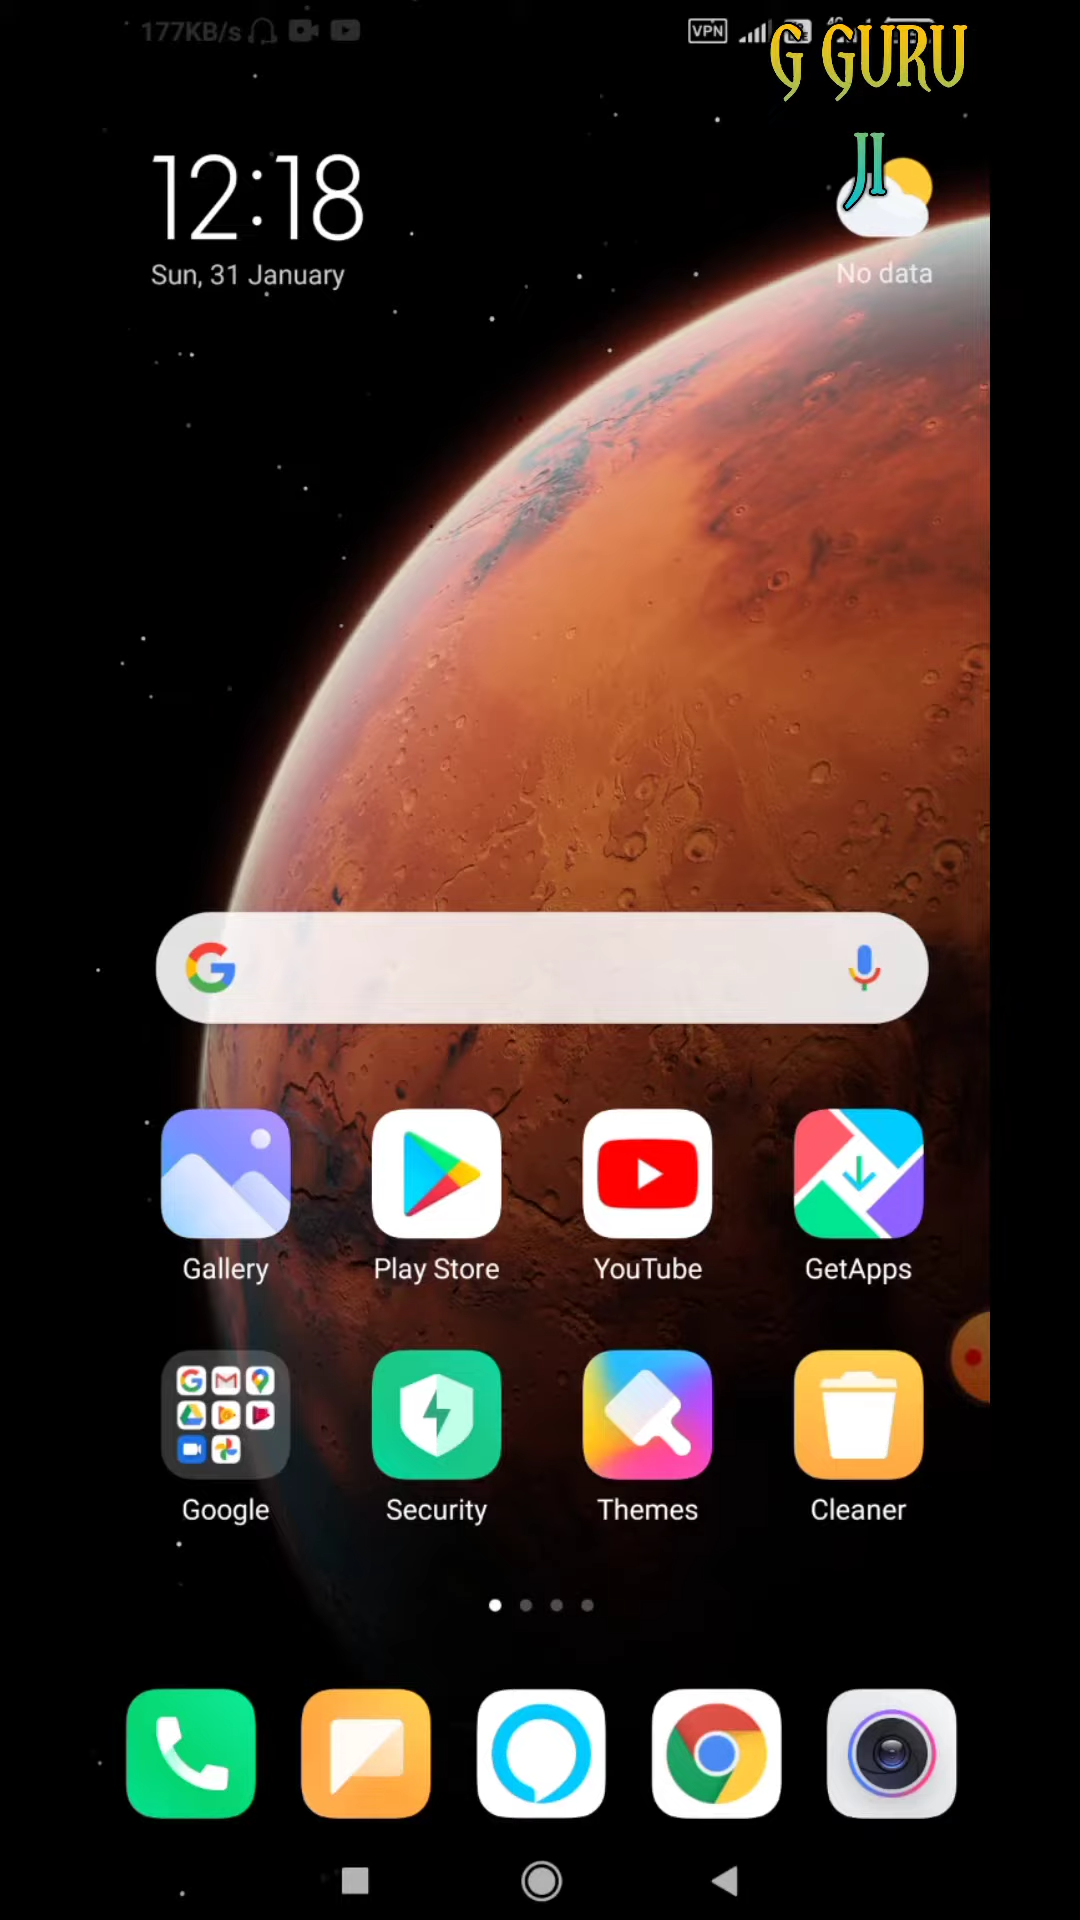 177KB/s
VPN
G GURU
JI
12:18
Sun, 31 January
No data
Gallery
Play Store
YouTube
GetApps
Google
Security
Themes
Cleaner